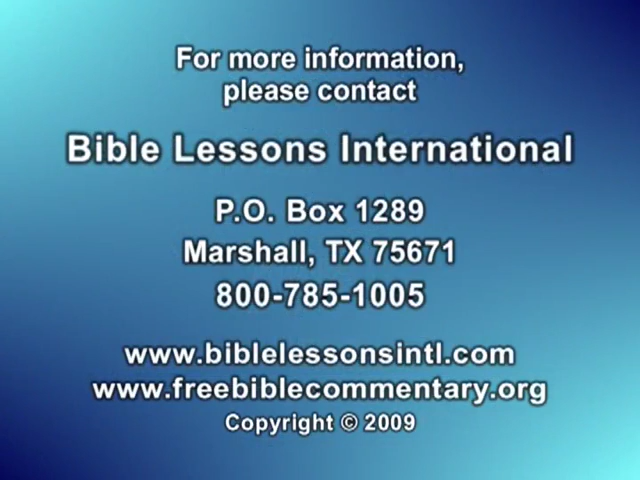 For more information,
please contact
Bible Lessons International
P.O. Box 1289
Marshall, TX 75671
800-785-1005
www.biblelessonsintl.com
www.freebiblecommentary.org
Copyright © 2009